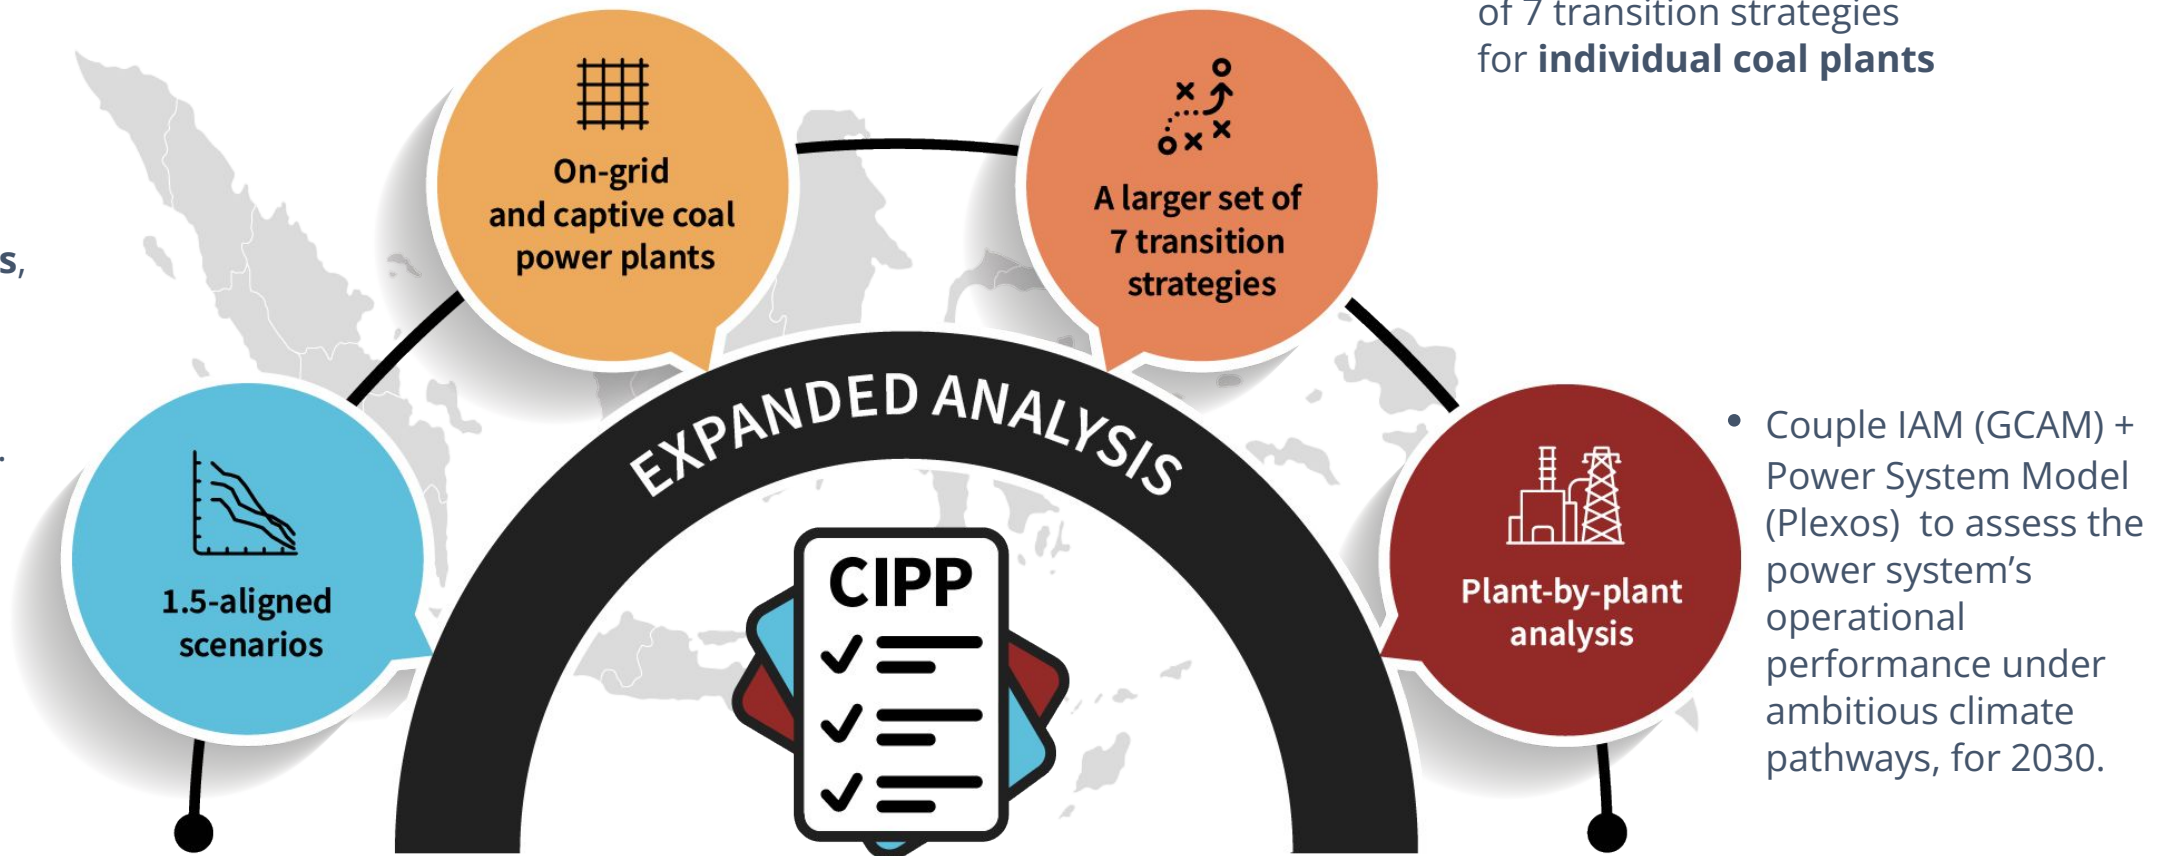 of 7 transition strategies
for individual coal plants
On-grid
and captive coal
power plants
A larger set of
7 transition
strategies
s,
.
1.5-aligned
scenarios
EXPANDED ANALYSIS
CIPP
Plant-by-plant
analysis
• Couple IAM (GCAM) +
Power System Model
(Plexos) to assess the
power system’s
operational
performance under
ambitious climate
pathways, for 2030.